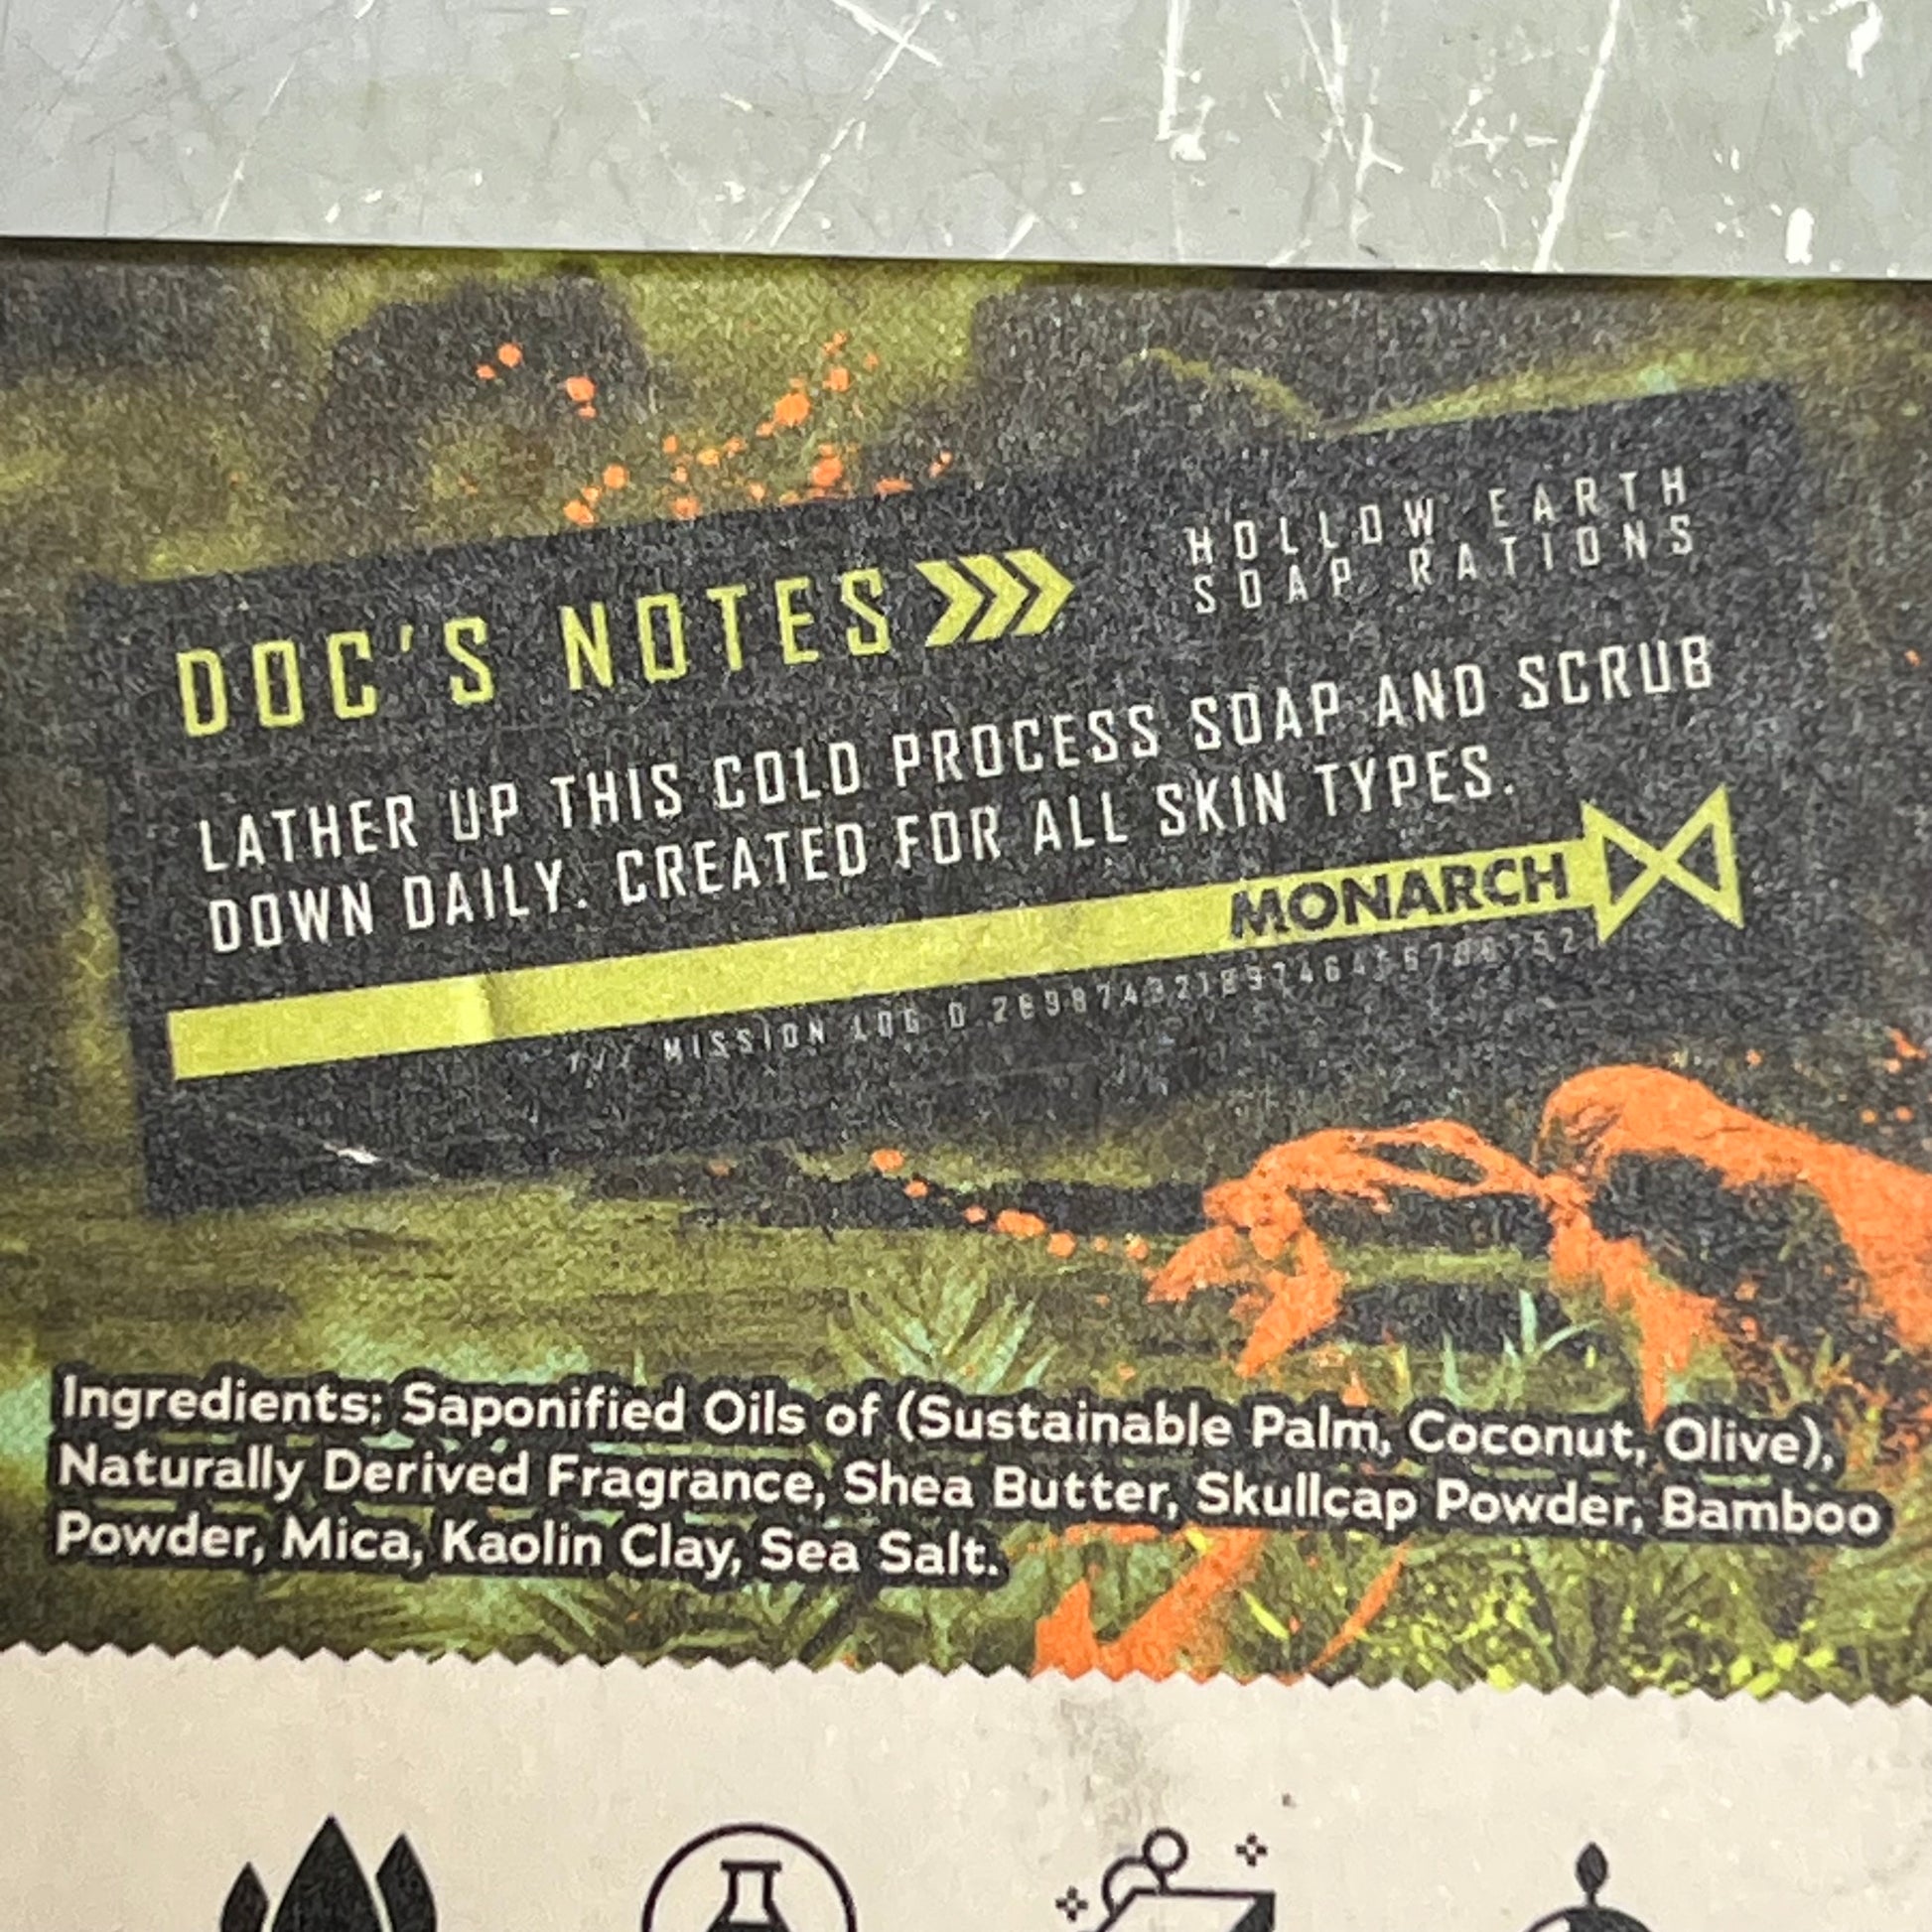 DOC'S NOTES
HOLLOW EARTH
SOAP RATIONS
LATHER UP THIS COLD PROCESS SOAP AND SCRUB
DOWN DAILY. CREATED FOR ALL SKIN TYPES.
MONARCH
/// MISSION LOG
Ingredients: Saponified Oils of (Sustainable Palm, Coconut, Olive),
Naturally Derived Fragrance, Shea Butter, Skullcap Powder, Bamboo
Powder, Mica, Kaolin Clay, Sea Salt.